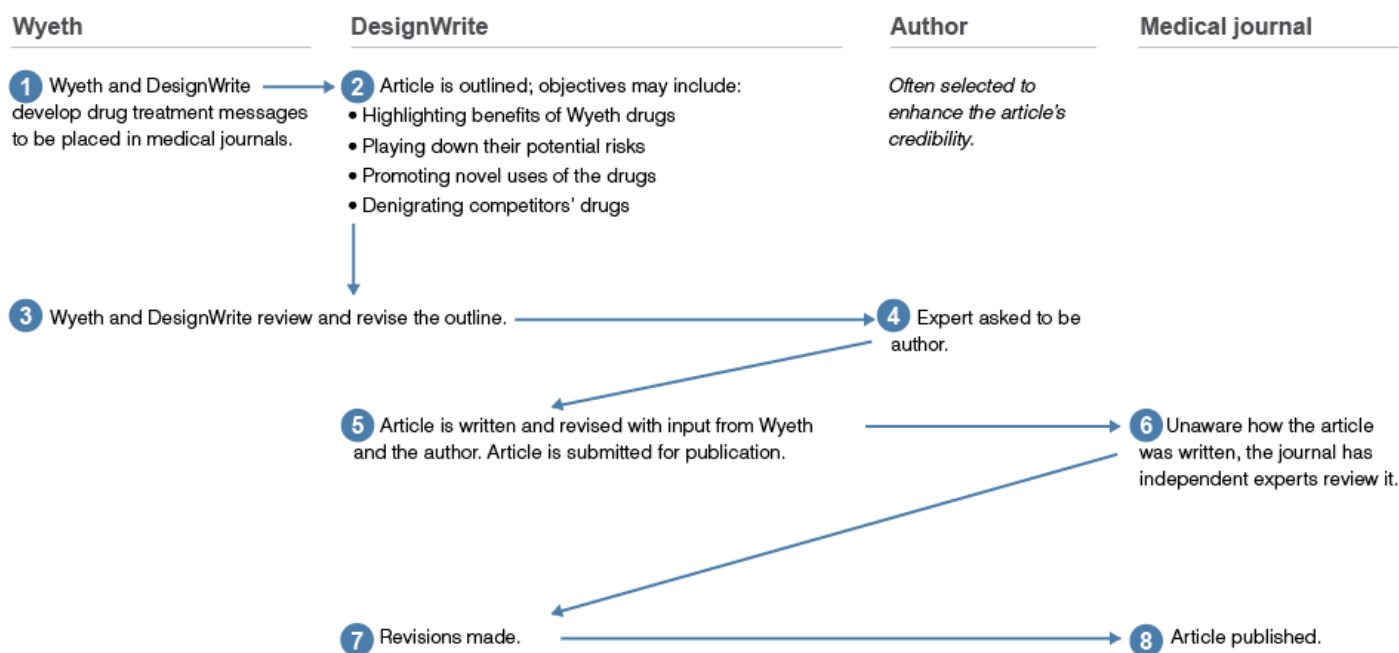 Wyeth
DesignWrite
Author
Medical journal
1 Wyeth and DesignWrite
develop drug treatment messages
to be placed in medical journals.
2 Article is outlined; objectives may include:
• Highlighting benefits of Wyeth drugs
• Playing down their potential risks
• Promoting novel uses of the drugs
• Denigrating competitors’ drugs
Often selected to
enhance the article’s
credibility.
3 Wyeth and DesignWrite review and revise the outline.
4 Expert asked to be
author.
5 Article is written and revised with input from Wyeth
and the author. Article is submitted for publication.
6 Unaware how the article
was written, the journal has
independent experts review it.
7 Revisions made.
8 Article published.